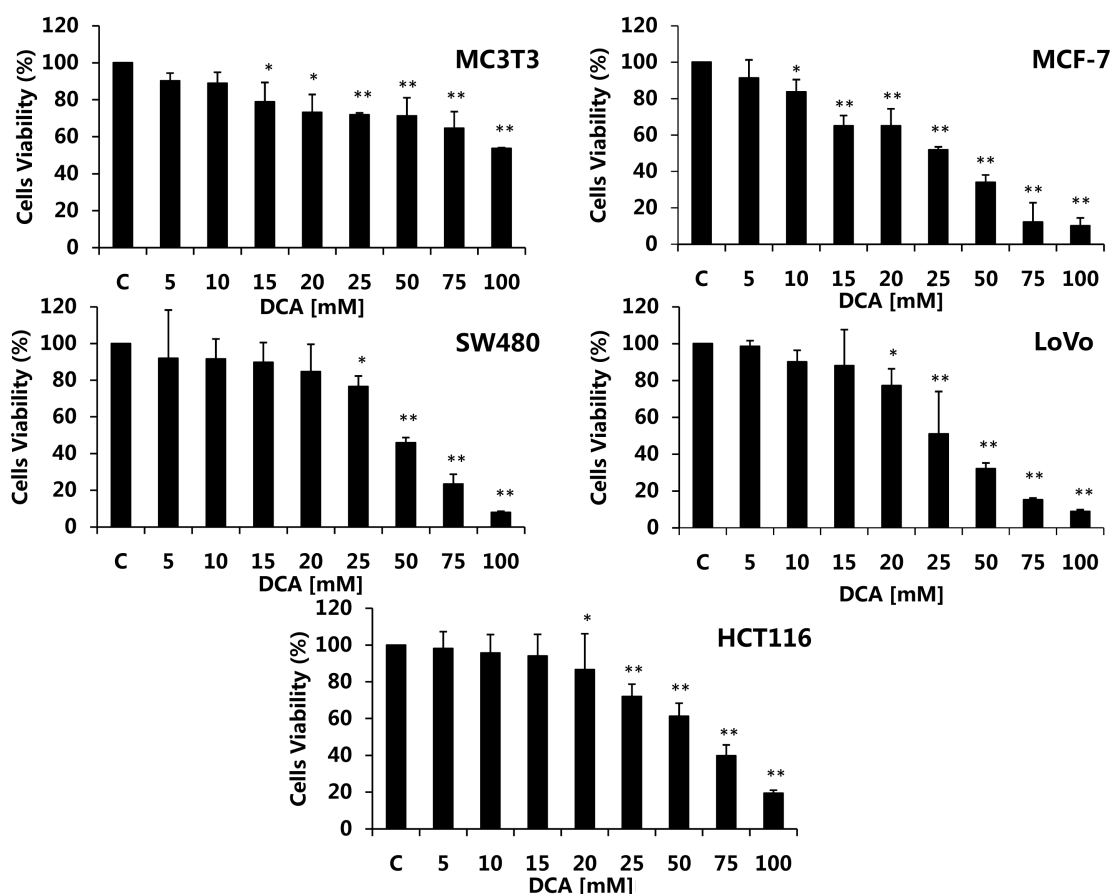 MC3T3
Cells Viability (%)
120
100
80
60
40
20
0
* * ** ** ** **
C 5 10 15 20 25 50 75 100
DCA [mM]
MCF-7
Cells Viability (%)
120
100
80
60
40
20
0
* ** ** ** ** ** **
C 5 10 15 20 25 50 75 100
DCA [mM]
SW480
Cells Viability (%)
120
100
80
60
40
20
0
* ** ** **
C 5 10 15 20 25 50 75 100
DCA [mM]
LoVo
Cells Viability (%)
120
100
80
60
40
20
0
* ** ** ** **
C 5 10 15 20 25 50 75 100
DCA [mM]
HCT116
Cells Viability (%)
120
100
80
60
40
20
0
* ** ** ** **
C 5 10 15 20 25 50 75 100
DCA [mM]